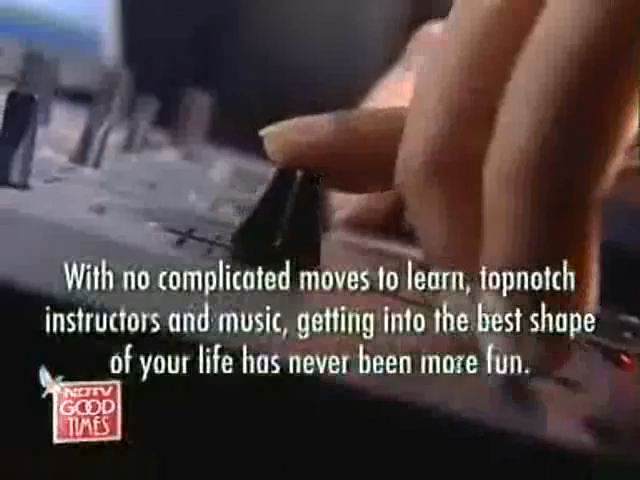 With no complicated moves to learn, topnotch
instructors and music, getting into the best shape
of your life has never been more fun.
NDTV
GOOD
TIMES